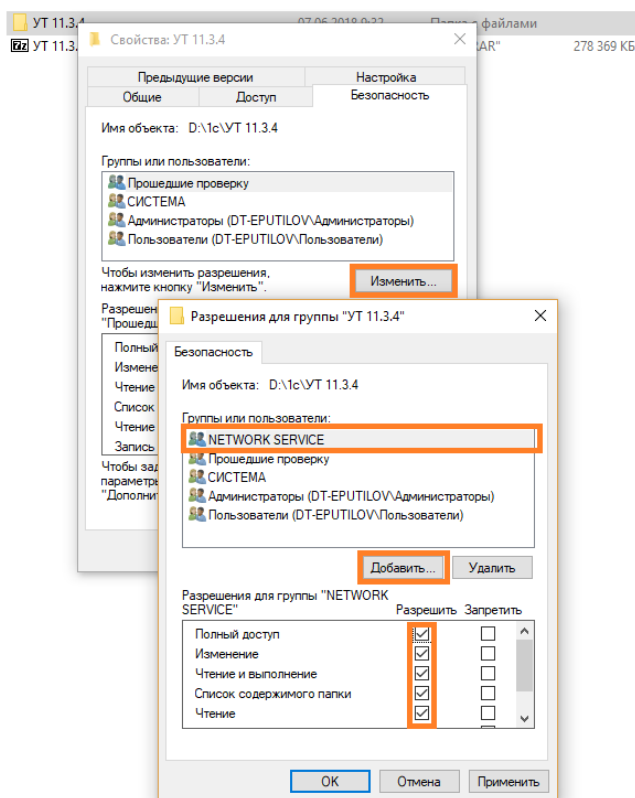 УТ 11.3.4
07.06.2018 9:32
Папка с файлами
УТ 11.3.
RAR"
278 369 КБ
Свойства: УТ 11.3.4
Предыдущие версии
Настройка
Общие
Доступ
Безопасность
Имя объекта: D:\1c\УТ 11.3.4
Группы или пользователи:
Прошедшие проверку
СИСТЕМА
Администраторы (DT-EPUTILOV\Администраторы)
Пользователи (DT-EPUTILOV\Пользователи)
Чтобы изменить разрешения,
нажмите кнопку "Изменить".
Изменить...
Разрешен
"Прошедш
Полный
Измене
Чтение
Список
Чтение
Запись
Чтобы зад
параметры
"Дополнит
Разрешения для группы "УТ 11.3.4"
Безопасность
Имя объекта: D:\1c\УТ 11.3.4
Группы или пользователи:
NETWORK SERVICE
Прошедшие проверку
СИСТЕМА
Администраторы (DT-EPUTILOV\Администраторы)
Пользователи (DT-EPUTILOV\Пользователи)
Добавить...
Удалить
Разрешения для группы "NETWORK
SERVICE"
Разрешить
Запретить
Полный доступ
Изменение
Чтение и выполнение
Список содержимого папки
Чтение
OK
Отмена
Применить